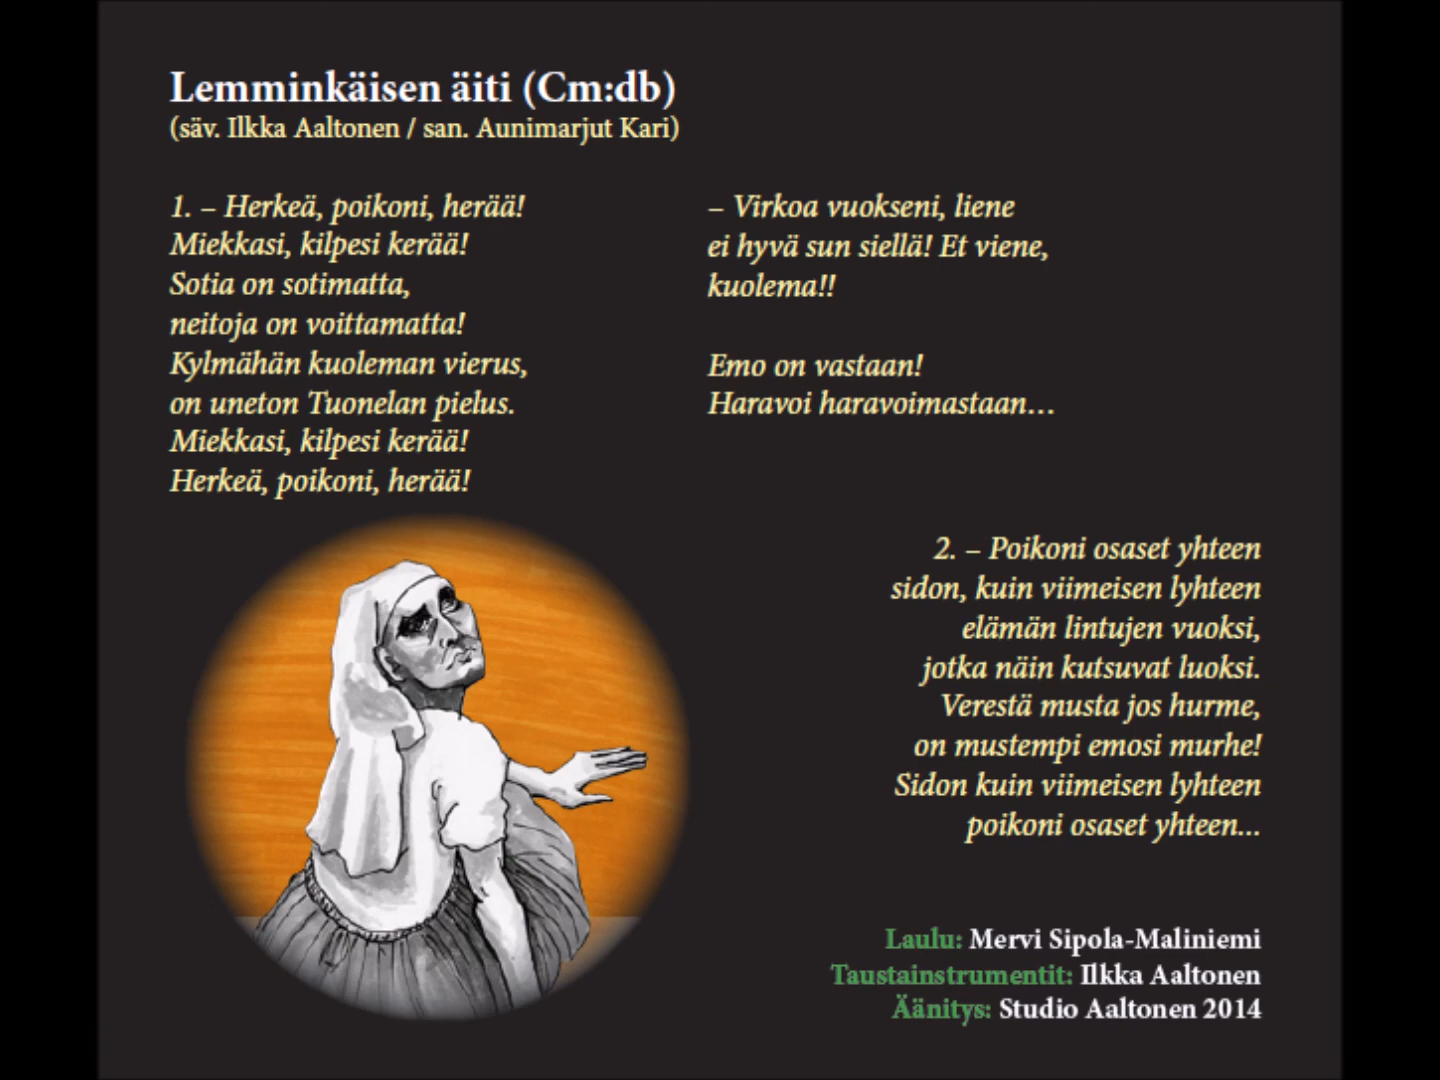 Lemminkäisen äiti (Cm:db)
(säv. Ilkka Aaltonen / san. Aunimarjut Kari)
1. – Herkeä, poikoni, herää!
Miekkasi, kilpesi kerää!
Sotia on sotimatta,
neitoja on voittamatta!
Kylmähän kuoleman vierus,
on uneton Tuonelan pielus.
Miekkasi, kilpesi kerää!
Herkeä, poikoni, herää!
– Virkoa vuokseni, liene
ei hyvä sun siellä! Et viene,
kuolema!!
Emo on vastaan!
Haravoi haravoimastaan...
2. – Poikoni osaset yhteen
sidon, kuin viimeisen lyhteen
elämän lintujen vuoksi,
jotka näin kutsuvat luoksi.
Verestä musta jos hurme,
on mustempi emosi murhe!
Sidon kuin viimeisen lyhteen
poikoni osaset yhteen...
Laulu: Mervi Sipola-Maliniemi
Taustainstrumentit: Ilkka Aaltonen
Äänitys: Studio Aaltonen 2014